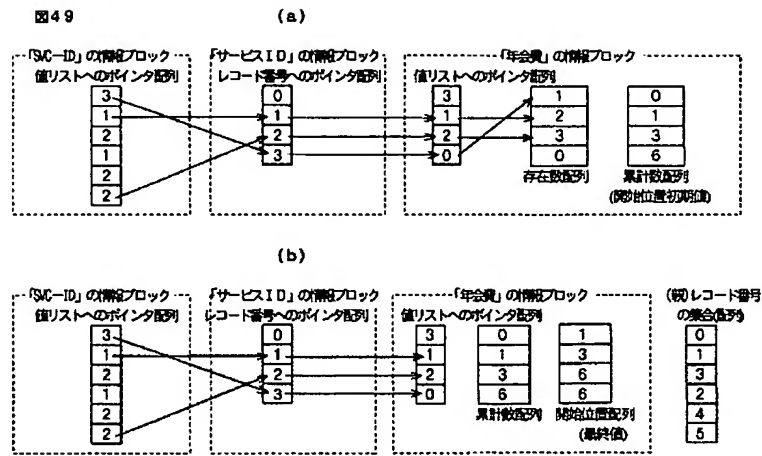 図49
(a)
「SVC－ID」の情報ブロック
値リストへのポインタ配列
3
1
2
1
2
2
「サービスＩＤ」の情報ブロック
レコード番号へのポインタ配列
0
1
2
3
「年会費」の情報ブロック
値リストへのポインタ配列
3
1
2
0
1
2
3
0
存在数配列
0
1
3
6
累計数配列
(開始位置初期値)
(b)
「SVC－ID」の情報ブロック
値リストへのポインタ配列
3
1
2
1
2
2
「サービスＩＤ」の情報ブロック
レコード番号へのポインタ配列
0
1
2
3
「年会費」の情報ブロック
値リストへのポインタ配列
3
1
2
0
0
1
3
6
累計数配列
1
3
6
6
開始位置配列
(最終値)
(親)レコード番号
の集合(配列)
0
1
3
2
4
5